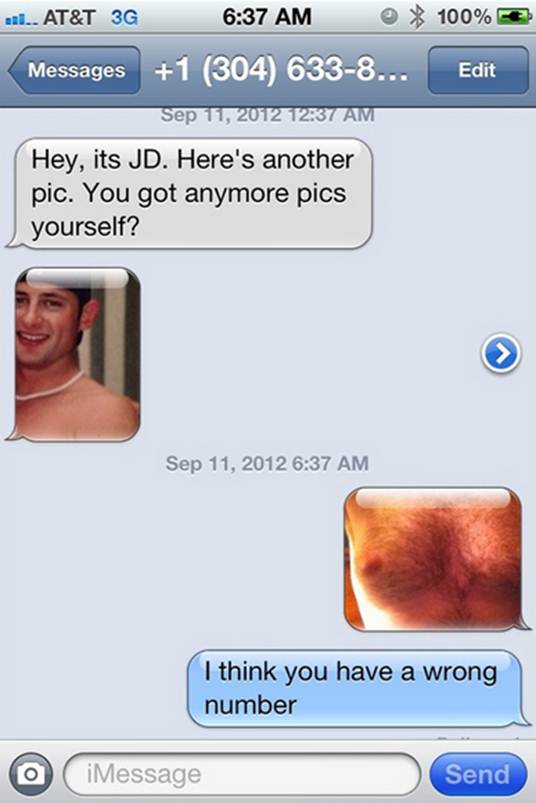 AT&T 3G 6:37 AM 100%
Messages +1 (304) 633-8... Edit
Sep 11, 2012 12:37 AM
Hey, its JD. Here's another
pic. You got anymore pics
yourself?
Sep 11, 2012 6:37 AM
I think you have a wrong
number
iMessage Send